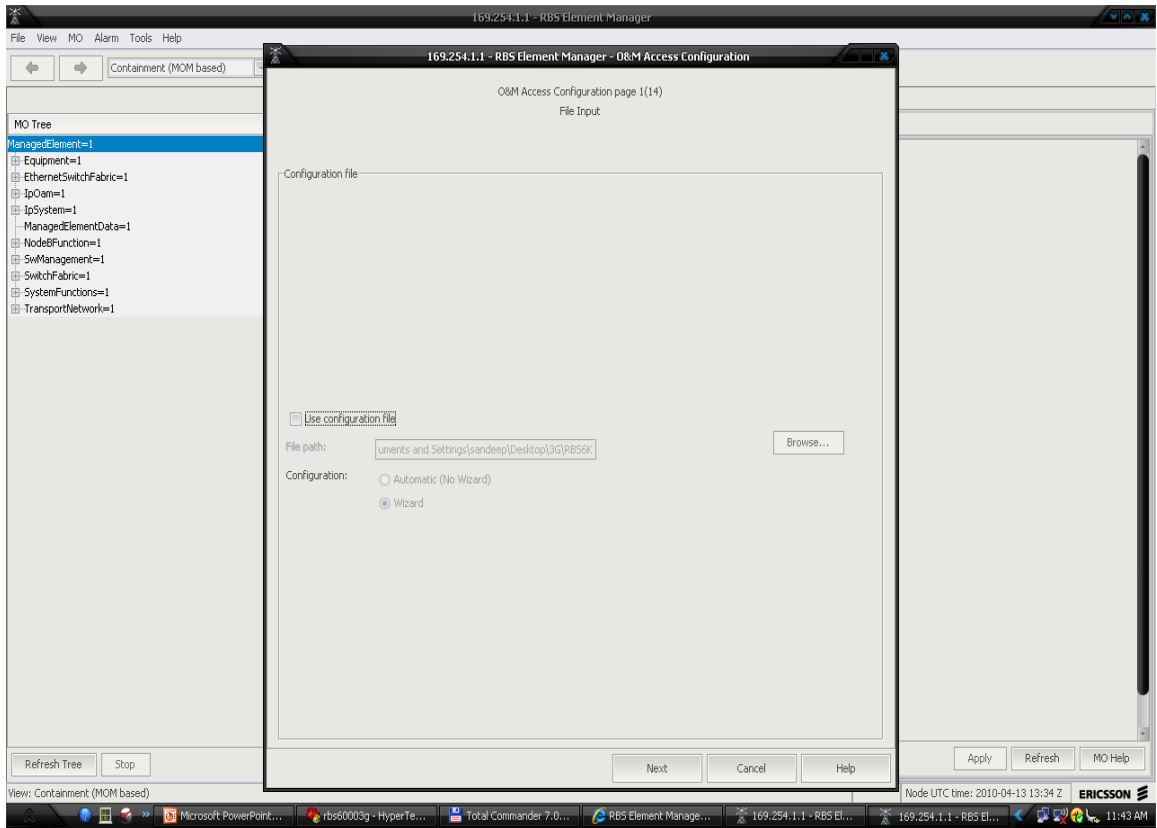 169.254.1.1 - RBS Element Manager
File View MO Alarm Tools Help
Containment (MOM based)
169.254.1.1 - RBS Element Manager - O&M Access Configuration
O&M Access Configuration page 1(14)
File Input
MO Tree
ManagedElement=1
Equipment=1
EthernetSwitchFabric=1
IpOam=1
IpSystem=1
ManagedElementData=1
NodeBFunction=1
SwManagement=1
SwitchFabric=1
SystemFunctions=1
TransportNetwork=1
Configuration file
Use configuration file
File path: uments and Settings\sandeep\Desktop\3G\RBS6K Browse...
Configuration: Automatic (No Wizard)
Wizard
Next Cancel Help
Refresh Tree Stop
Apply Refresh MO Help
View: Containment (MOM based)
Node UTC time: 2010-04-13 13:34 Z ERICSSON
Microsoft PowerPoint... rbs60003g - HyperTe... Total Commander 7.0... RBS Element Manage... 169.254.1.1 - RBS El... 169.254.1.1 - RBS El... 11:43 AM